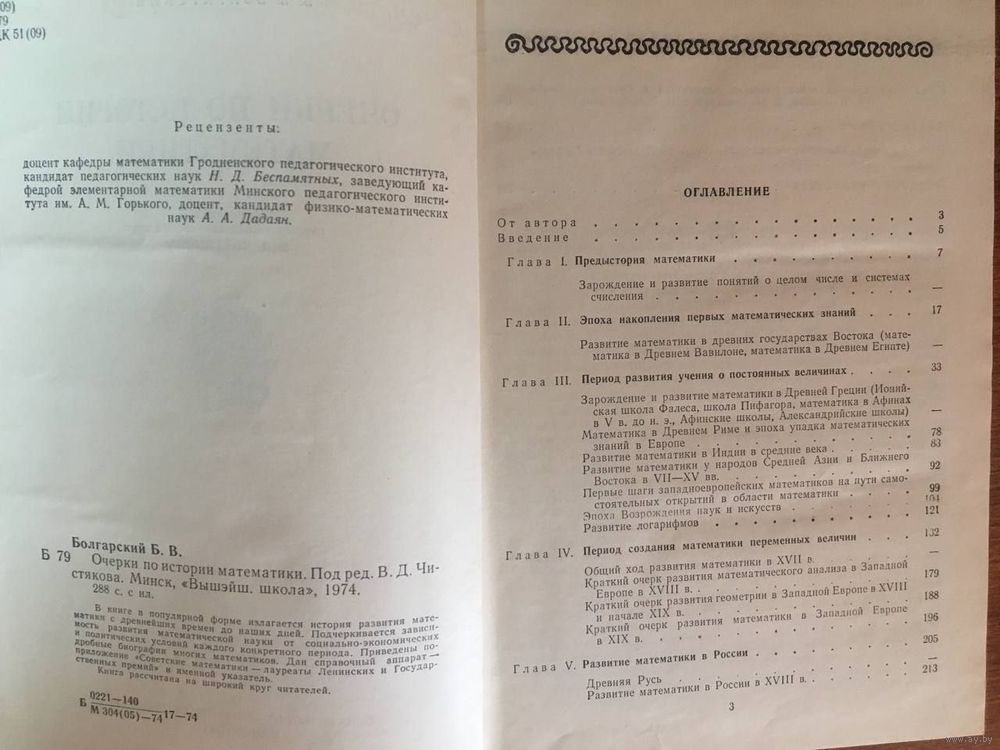 09)
79
К 51 (09)
Рецензенты:
доцент кафедры математики Гродненского педагогического института,
кандидат педагогических наук Н. Д. Беспамятных, заведующий ка-
федрой элементарной математики Минского педагогического инсти-
тута им. А. М. Горького, доцент, кандидат физико-математических
наук А. А. Дадаян.
Болгарский Б. В.
Б 79 Очерки по истории математики. Под ред. В. Д. Чи-
стякова. Минск, «Вышэйш. школа», 1974.
288 с. с ил.
В книге в популярной форме излагается история развития мате-
матики с древнейших времен до наших дней. Подчеркивается зависи-
мость развития математической науки от социально-экономических
и политических условий каждого конкретного периода. Приведены по-
дробные биографии многих математиков. Дан справочный аппарат —
приложение «Советские математики — лауреаты Ленинских и Государ-
ственных премий» и именной указатель.
Книга рассчитана на широкий круг читателей.
Б 0221—140
М 304(05)—74 17—74
ОГЛАВЛЕНИЕ
От автора . . . . . . . . . . . . . . . . 3
Введение . . . . . . . . . . . . . . . . 5
Глава I. Предыстория математики . . . . . . . . . . 7
Зарождение и развитие понятий о целом числе и системах
счисления . . . . . . . . . . . . . —
Глава II. Эпоха накопления первых математических знаний . . . 17
Развитие математики в древних государствах Востока (мате-
матика в Древнем Вавилоне, математика в Древнем Египте) —
Глава III. Период развития учения о постоянных величинах . . . . 33
Зарождение и развитие математики в Древней Греции (Ионий-
ская школа Фалеса, школа Пифагора, математика в Афинах
в V в. до н. э., Афинские школы, Александрийские школы) —
Математика в Древнем Риме и эпоха упадка математических
знаний в Европе . . . . . . . . . . . 78
Развитие математики в Индии в средние века . . . . . 83
Развитие математики у народов Средней Азии и Ближнего
Востока в VII—XV вв. . . . . . . . . . 92
Первые шаги западноевропейских математиков на пути само-
стоятельных открытий в области математики . . . . 99
Эпоха Возрождения наук и искусств . . . . . . . 104
Развитие логарифмов . . . . . . . . . . 121
Глава IV. Период создания математики переменных величин . . . 132
Общий ход развития математики в XVII в. . . . . . —
Краткий очерк развития математического анализа в Западной
Европе в XVIII в. . . . . . . . . . . 179
Краткий очерк развития геометрии в Западной Европе в XVIII
и начале XIX в. . . . . . . . . . . 188
Краткий очерк развития математики в Западной Европе
в XIX в. . . . . . . . . . . . . 196
Глава V. Развитие математики в России . . . . . . . . 205
Древняя Русь . . . . . . . . . . . . —
Развитие математики в России в XVIII в. . . . . . . 213
3
www.ay.by